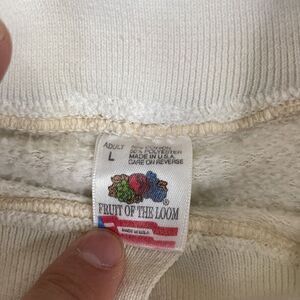 ADULT
L
50% COTTON
50% POLYESTER
MADE IN U.S.A.
CARE ON REVERSE
®
FRUIT OF THE LOOM
MADE IN U.S.A.